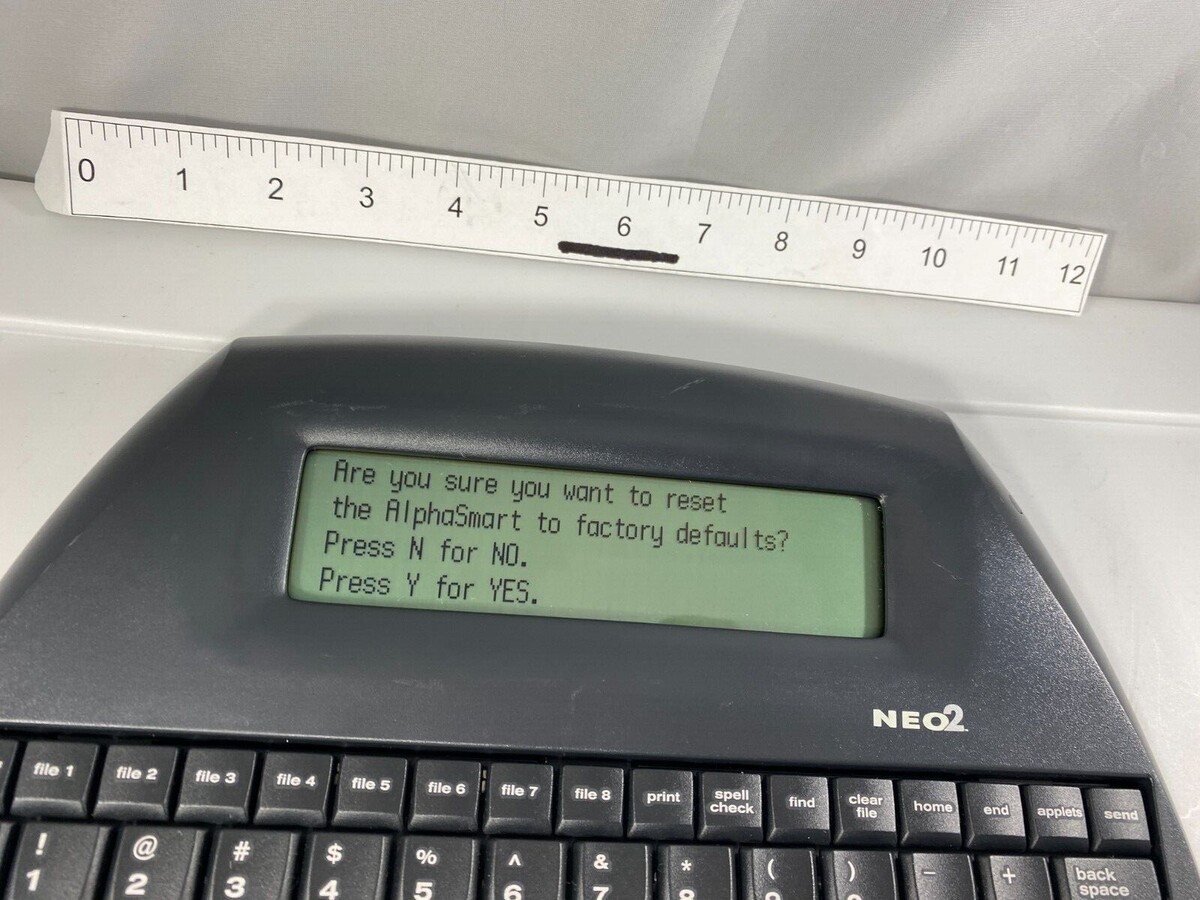 0 1 2 3 4 5 6 7 8 9 10 11 12
Are you sure you want to reset
the AlphaSmart to factory defaults?
Press N for NO.
Press Y for YES.
NEO2
file 1 file 2 file 3 file 4 file 5 file 6 file 7 file 8 print spell check find clear file home end applets send
! @ # $ % ^ & * ( ) − +
1 2 3 4 5 6 7 8 back space